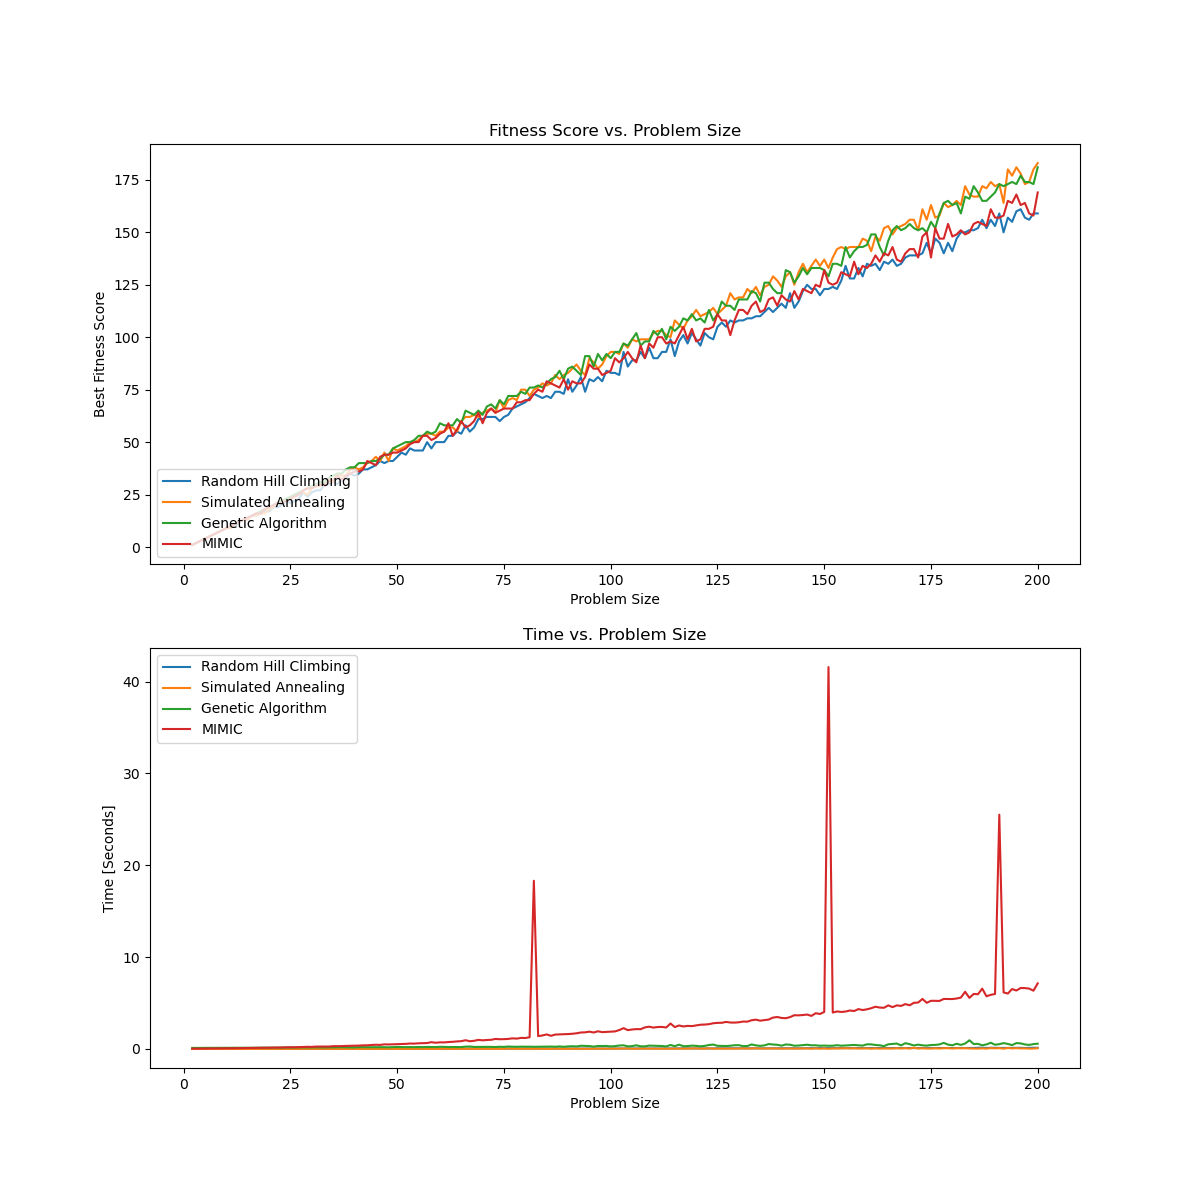 Fitness Score vs. Problem Size
Best Fitness Score
175
150
125
100
75
50
25
0
Random Hill Climbing
Simulated Annealing
Genetic Algorithm
MIMIC
0 25 50 75 100 125 150 175 200
Problem Size
Time vs. Problem Size
Time [Seconds]
40
30
20
10
0
Random Hill Climbing
Simulated Annealing
Genetic Algorithm
MIMIC
0 25 50 75 100 125 150 175 200
Problem Size